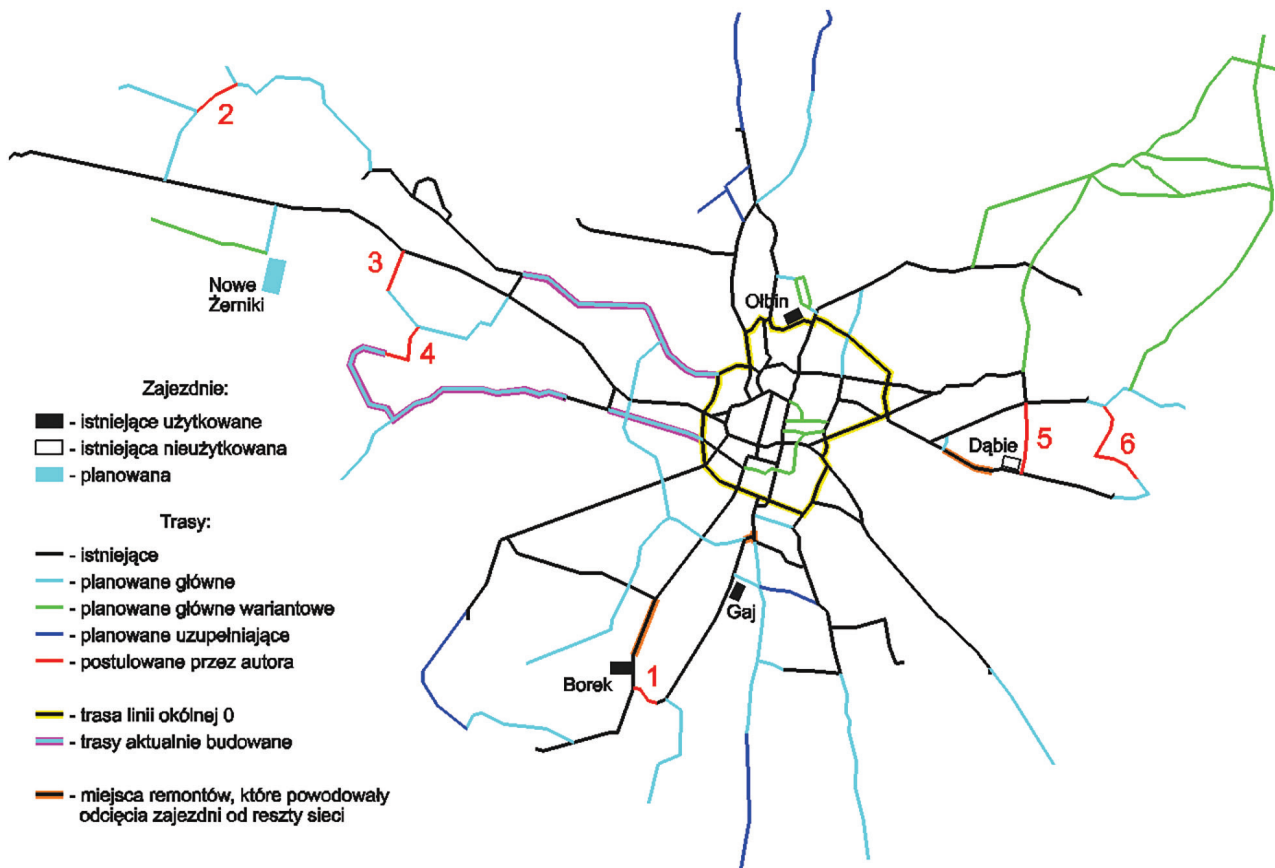 2
3
Nowe
Żerniki
Ołbin
4
5
6
Dąbie
Gaj
Borek
1
Zajezdnie:
- istniejące użytkowane
- istniejąca nieużytkowana
- planowana
Trasy:
- istniejące
- planowane główne
- planowane główne wariantowe
- planowane uzupełniające
- postulowane przez autora
- trasa linii okólnej 0
- trasy aktualnie budowane
- miejsca remontów, które powodowały
odcięcia zajezdni od reszty sieci